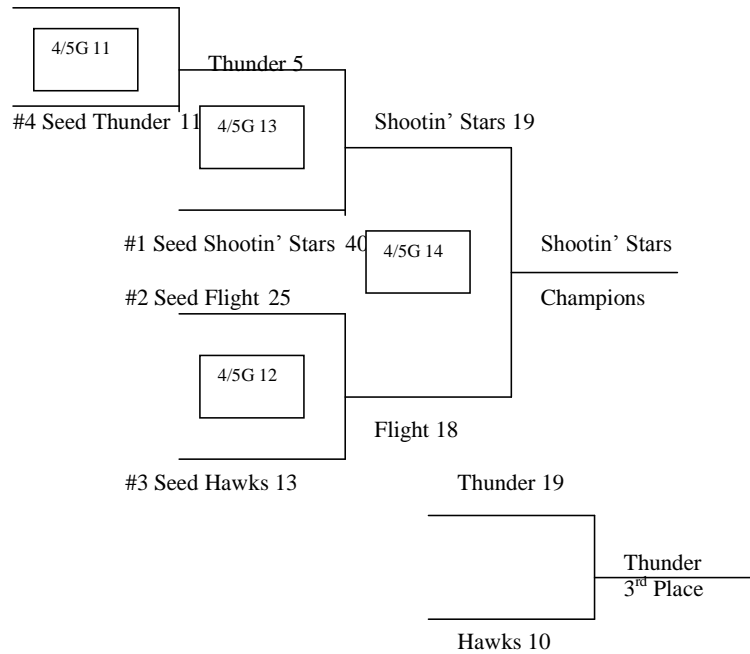 4/5G 11
Thunder 5
#4 Seed Thunder 11
4/5G 13
Shootin’ Stars 19
#1 Seed Shootin’ Stars 40
4/5G 14
Shootin’ Stars
Champions
#2 Seed Flight 25
4/5G 12
Flight 18
#3 Seed Hawks 13
Thunder 19
Thunder
3rd Place
Hawks 10